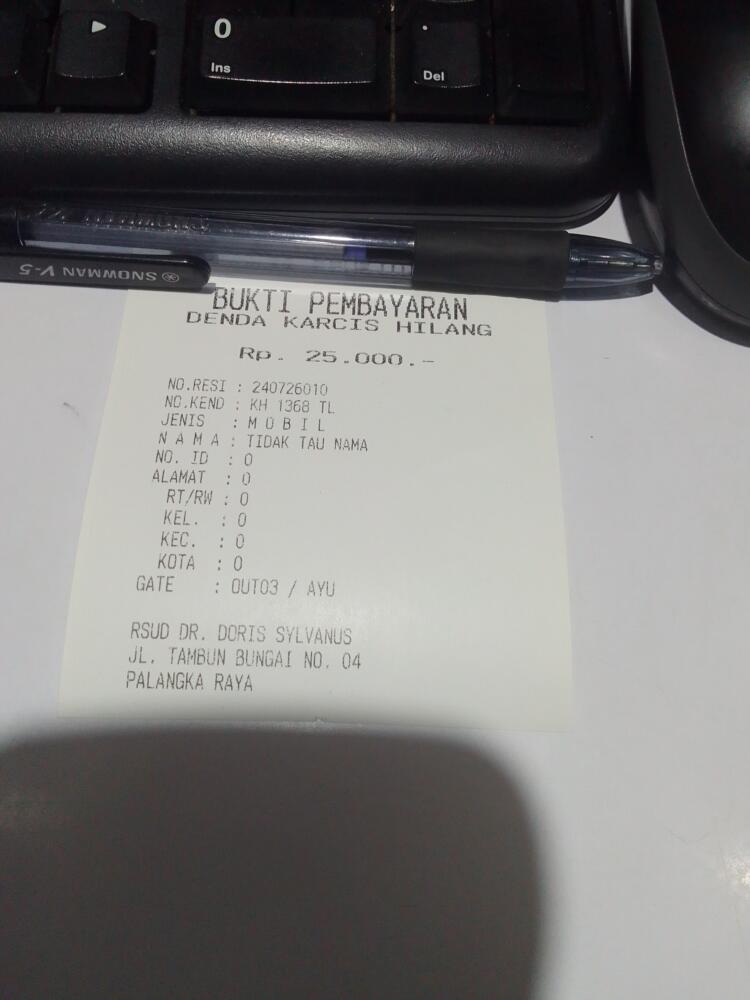 0
Ins
.
Del
SNOWMAN V-5
BUKTI PEMBAYARAN
DENDA KARCIS HILANG
Rp. 25.000.-
NO.RESI : 240726010
NO.KEND : KH 1368 TL
JENIS : M O B I L
N A M A : TIDAK TAU NAMA
NO. ID : 0
ALAMAT : 0
RT/RW : 0
KEL. : 0
KEC. : 0
KOTA : 0
GATE : OUT03 / AYU
RSUD DR. DORIS SYLVANUS
JL. TAMBUN BUNGAI NO. 04
PALANGKA RAYA